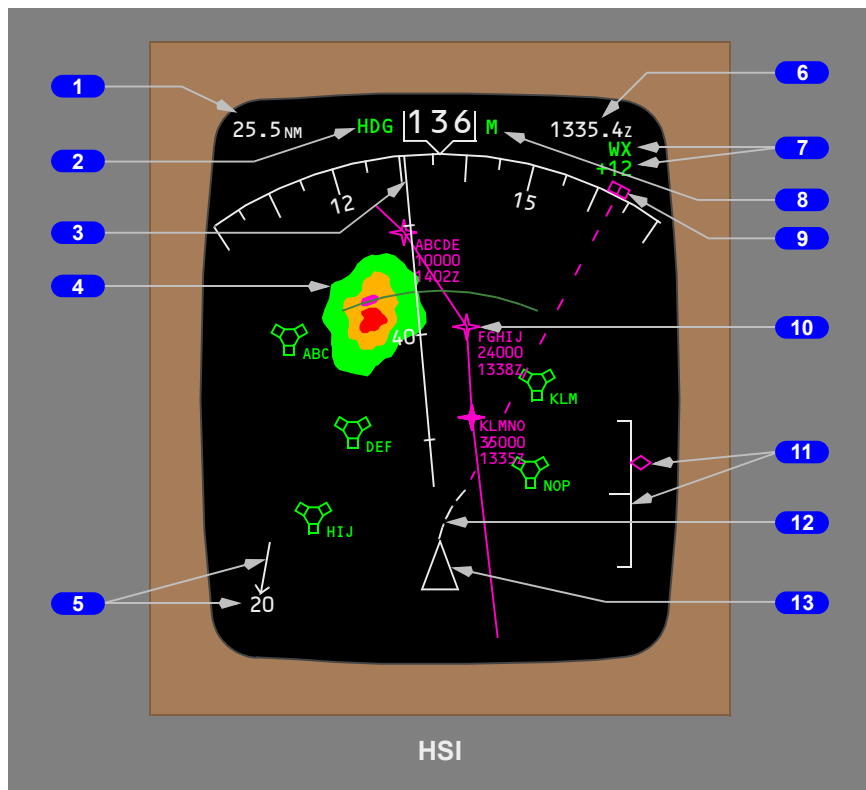 1
6
25.5NM
HDG
136
M
1335.4Z
WX
+12
2
7
8
12
15
3
9
ABCDE
10000
1402Z
4
10
FGHIJ
24000
1338Z
40
ABC
KLM
KLMNO
35000
1335Z
DEF
11
NOP
HIJ
12
5
20
13
HSI